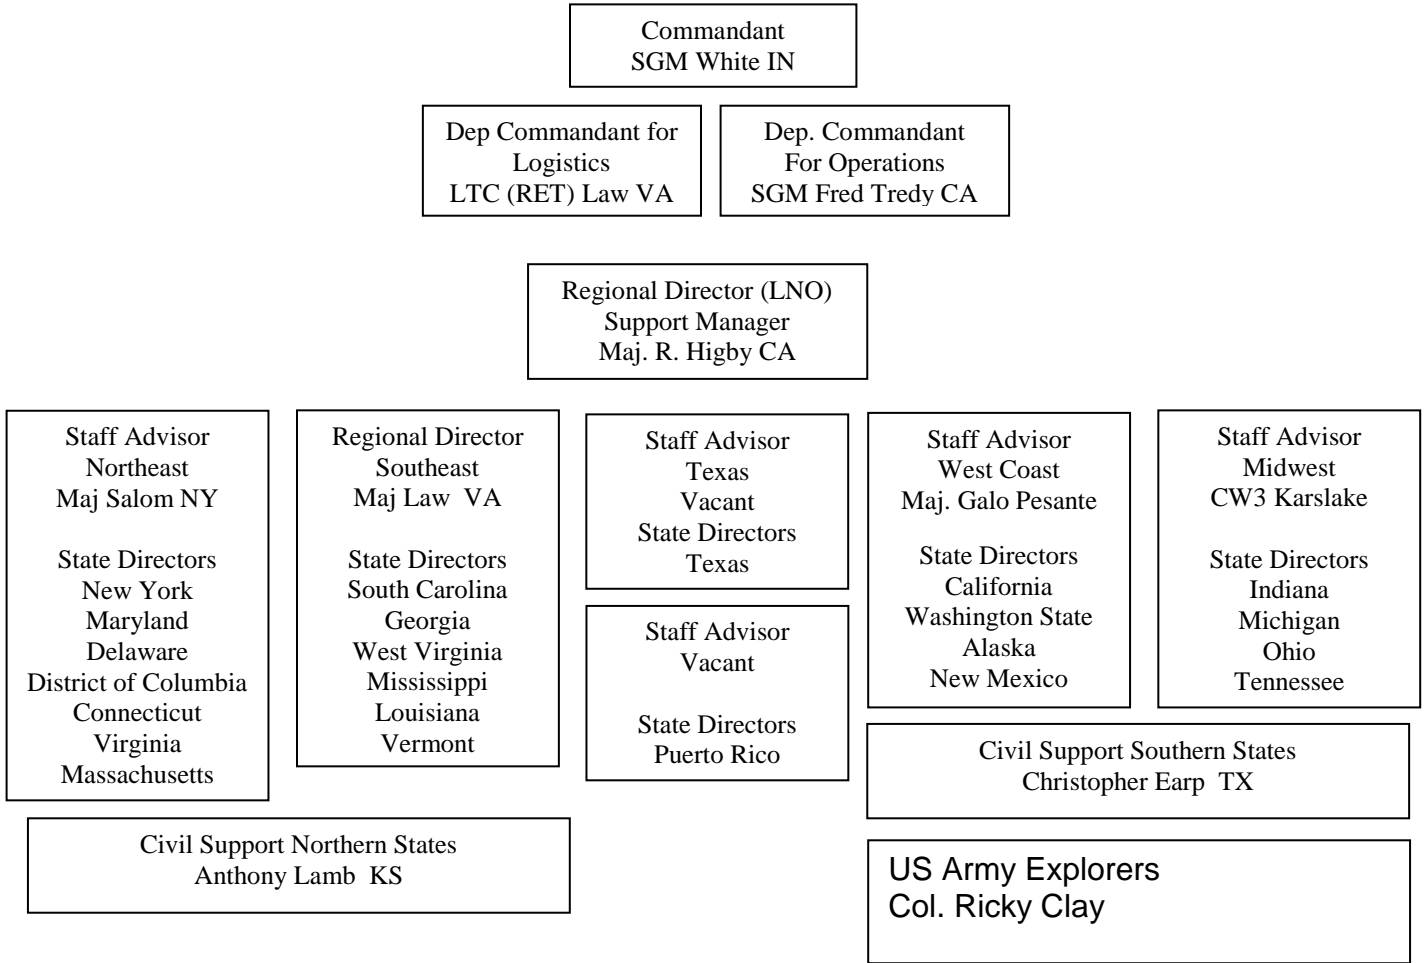 Commandant
SGM White IN
Dep Commandant for
Logistics
LTC (RET) Law VA
Dep. Commandant
For Operations
SGM Fred Tredy CA
Regional Director (LNO)
Support Manager
Maj. R. Higby CA
Staff Advisor
Northeast
Maj Salom NY
State Directors
New York
Maryland
Delaware
District of Columbia
Connecticut
Virginia
Massachusetts
Regional Director
Southeast
Maj Law  VA
State Directors
South Carolina
Georgia
West Virginia
Mississippi
Louisiana
Vermont
Staff Advisor
Texas
Vacant
State Directors
Texas
Staff Advisor
Vacant
State Directors
Puerto Rico
Staff Advisor
West Coast
Maj. Galo Pesante
State Directors
California
Washington State
Alaska
New Mexico
Staff Advisor
Midwest
CW3 Karslake
State Directors
Indiana
Michigan
Ohio
Tennessee
Civil Support Southern States
Christopher Earp  TX
Civil Support Northern States
Anthony Lamb  KS
US Army Explorers
Col. Ricky Clay